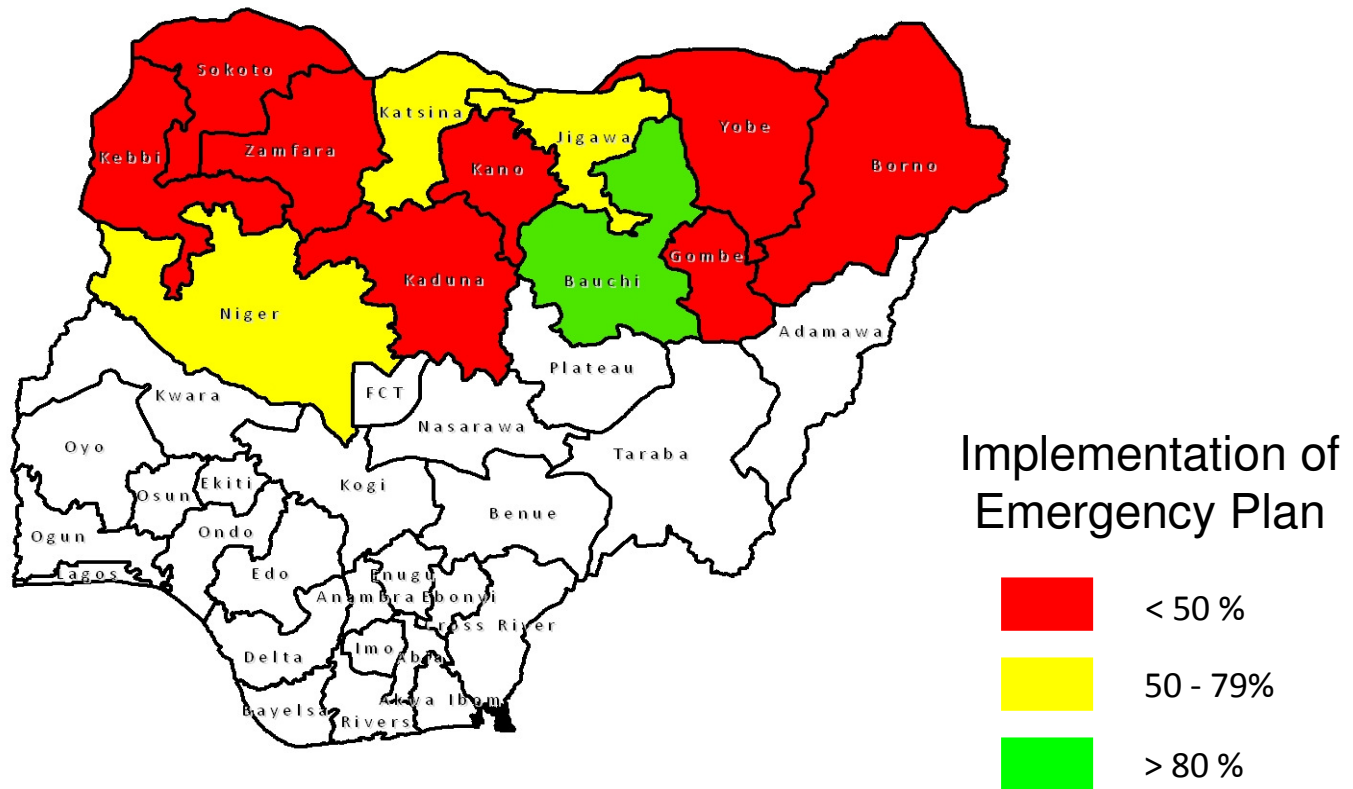 Sokoto
Katsina
Jigawa
Yobe
Kebbi
Zamfara
Kano
Borno
Gombe
Kaduna
Bauchi
Niger
Adamawa
Plateau
FCT
Kwara
Nasarawa
Oyo
Taraba
Ekiti
Kogi
Osun
Benue
Ondo
Ogun
Lagos
Edo
Enugu
Anambra
Ebonyi
Cross River
Imo
Abia
Delta
Akwa Ibom
Bayelsa
Rivers
Implementation of
Emergency Plan
< 50 %
50 - 79%
> 80 %